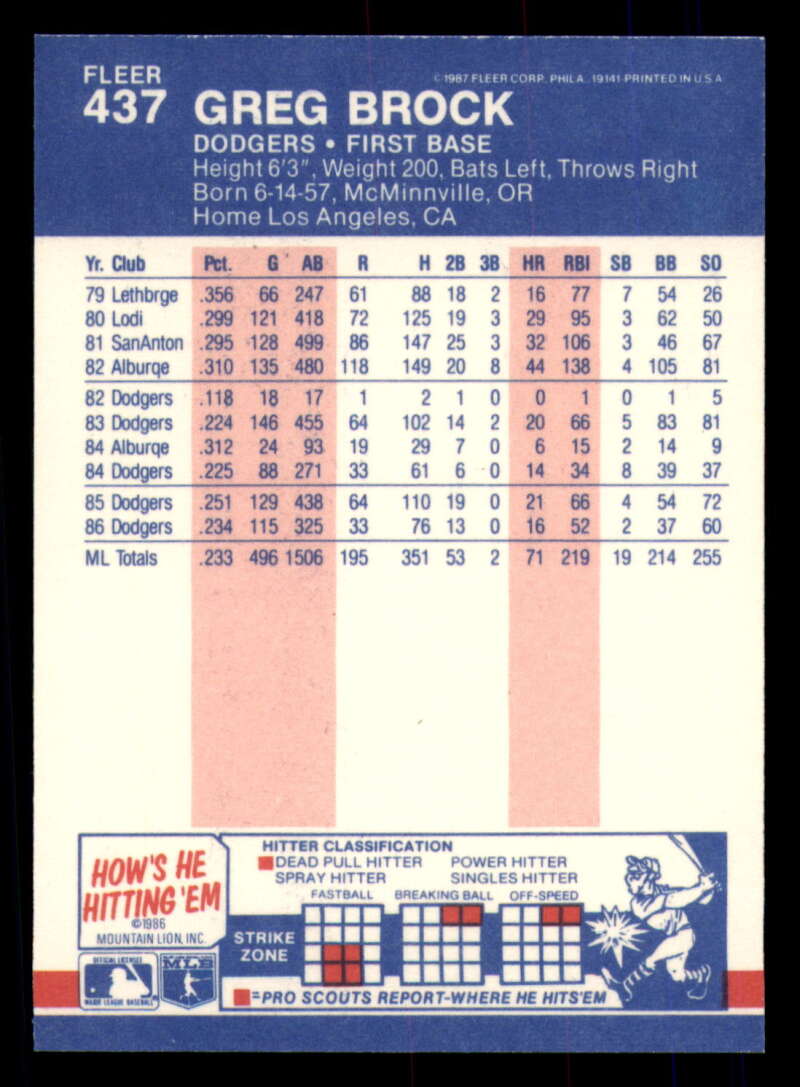 FLEER
©1987 FLEER CORP. PHILA. 19141 PRINTED IN U.S.A
437 GREG BROCK
DODGERS • FIRST BASE
Height 6'3", Weight 200, Bats Left, Throws Right
Born 6-14-57, McMinnville, OR
Home Los Angeles, CA
Yr. Club Pct. G AB R H 2B 3B HR RBI SB BB SO
79 Lethbrge .356 66 247 61 88 18 2 16 77 7 54 26
80 Lodi .299 121 418 72 125 19 3 29 95 3 62 50
81 SanAnton .295 128 499 86 147 25 3 32 106 3 46 67
82 Alburqe .310 135 480 118 149 20 8 44 138 4 105 81
82 Dodgers .118 18 17 1 2 1 0 0 1 0 1 5
83 Dodgers .224 146 455 64 102 14 2 20 66 5 83 81
84 Alburqe .312 24 93 19 29 7 0 6 15 2 14 9
84 Dodgers .225 88 271 33 61 6 0 14 34 8 39 37
85 Dodgers .251 129 438 64 110 19 0 21 66 4 54 72
86 Dodgers .234 115 325 33 76 13 0 16 52 2 37 60
ML Totals .233 496 1506 195 351 53 2 71 219 19 214 255
HOW'S HE
HITTING 'EM
©1986
MOUNTAIN LION, INC.
OFFICIAL LICENSEE
MAJOR LEAGUE BASEBALL
MLB
HITTER CLASSIFICATION
DEAD PULL HITTER POWER HITTER
SPRAY HITTER SINGLES HITTER
FASTBALL BREAKING BALL OFF-SPEED
STRIKE
ZONE
=PRO SCOUTS REPORT-WHERE HE HITS'EM